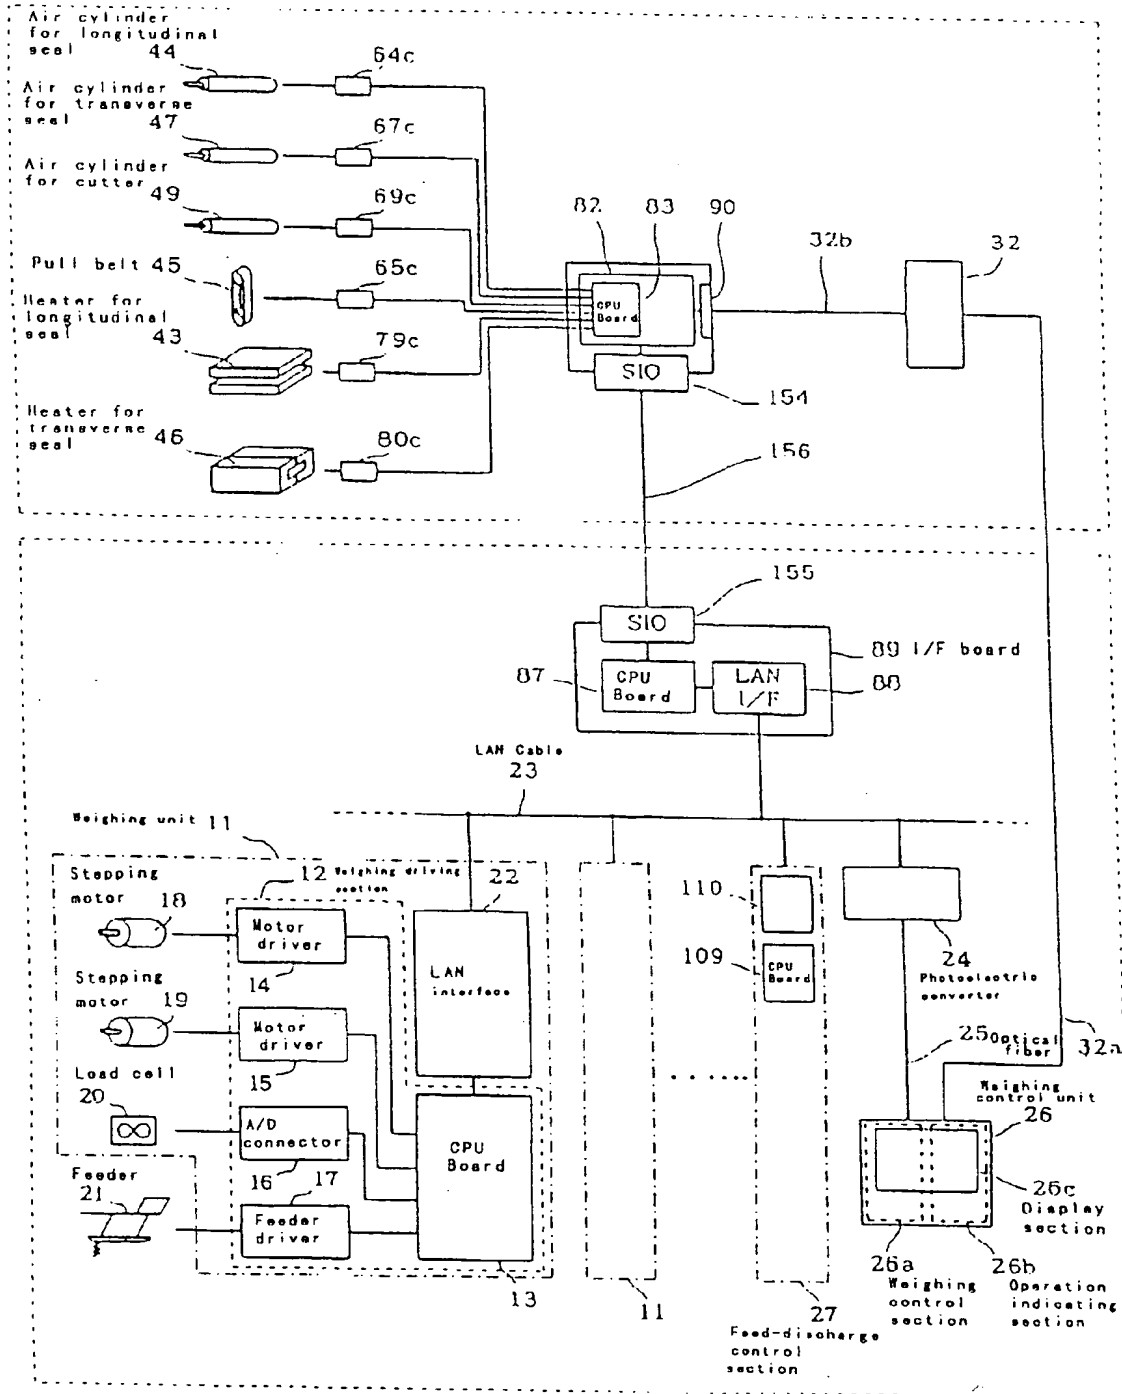 Air cylinder
for longitudinal
seal
44
64c
Air cylinder
for transverse
seal
47
67c
Air cylinder
for cutter
49
69c
82
83
90
32b
32
Pull belt 45
65c
CPU
Board
Heater for
longitudinal
seal
43
79c
SIO
154
Heater for
transverse
seal
46
80c
156
155
SIO
89 I/F board
87
CPU
Board
LAN
I/F
88
LAN Cable
23
Weighing unit 11
12 Weighing driving
section
22
Stepping
motor
18
Motor
driver
14
LAN
interface
110
109
CPU
Board
24
Photoelectric
converter
Stepping
motor
19
Motor
driver
15
25 Optical
fiber
32a
Load cell
20
A/D
connector
16
CPU
Board
Weighing
control unit
26
Feeder
21
17
Feeder
driver
13
26c
Display
section
11
27
Feed-discharge
control
section
26a
Weighing
control
section
26b
Operation
indicating
section